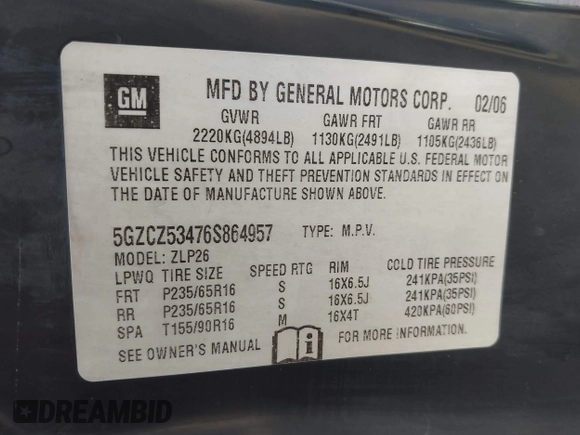 GM
MFD BY GENERAL MOTORS CORP. 02/06
GVWR GAWR FRT GAWR RR
2220KG(4894LB) 1130KG(2491LB) 1105KG(2436LB)
THIS VEHICLE CONFORMS TO ALL APPLICABLE U.S. FEDERAL MOTOR
VEHICLE SAFETY AND THEFT PREVENTION STANDARDS IN EFFECT ON
THE DATE OF MANUFACTURE SHOWN ABOVE.
5GZCZ53476S864957 TYPE: M.P.V.
MODEL: ZLP26
LPWQ TIRE SIZE SPEED RTG RIM COLD TIRE PRESSURE
FRT P235/65R16 S 16X6.5J 241KPA(35PSI)
RR P235/65R16 S 16X6.5J 241KPA(35PSI)
SPA T155/90R16 M 16X4T 420KPA(60PSI)
SEE OWNER'S MANUAL FOR MORE INFORMATION.
DREAMBID